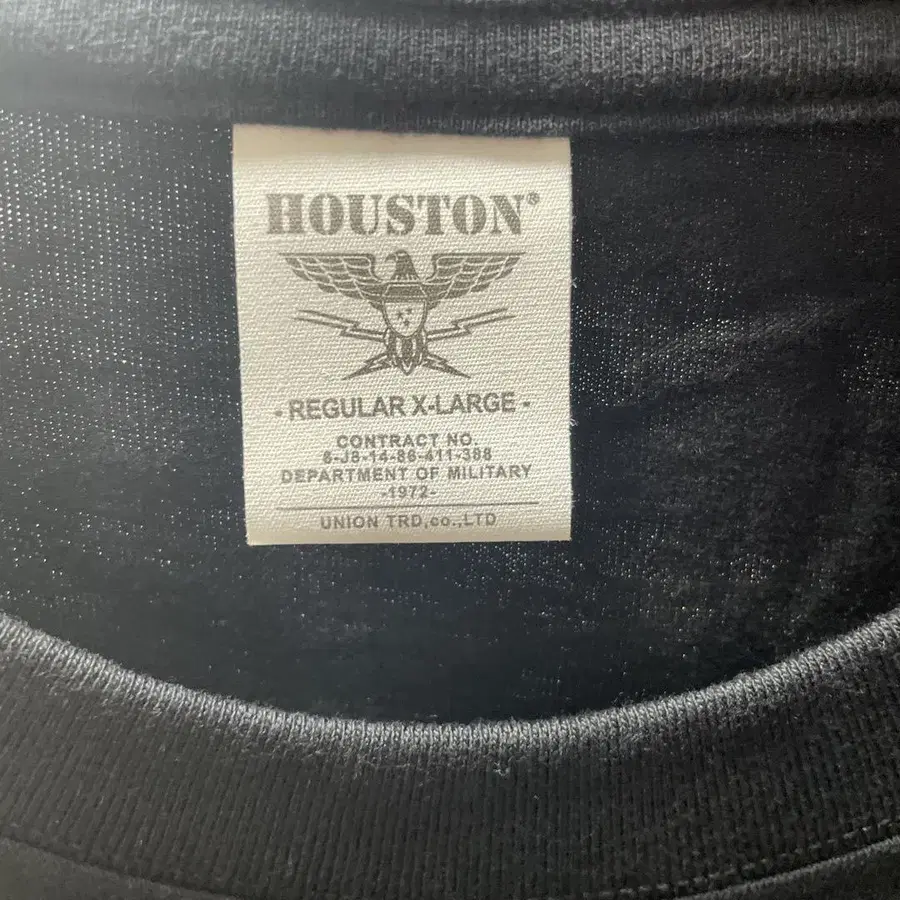 HOUSTON®
- REGULAR X-LARGE -
CONTRACT NO.
8-J8-14-86-411-388
DEPARTMENT OF MILITARY
-1972-
UNION TRD,co.,LTD